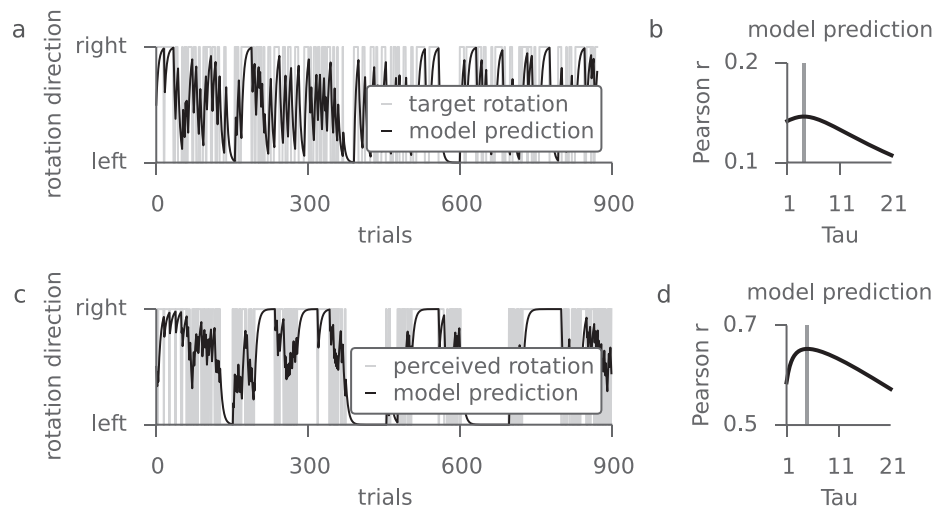 a
rotation direction
right
left
target rotation
model prediction
0
300
600
900
trials
b
model prediction
Pearson r
0.2
0.1
1
11
21
Tau
c
rotation direction
right
left
perceived rotation
model prediction
0
300
600
900
trials
d
model prediction
Pearson r
0.7
0.5
1
11
21
Tau